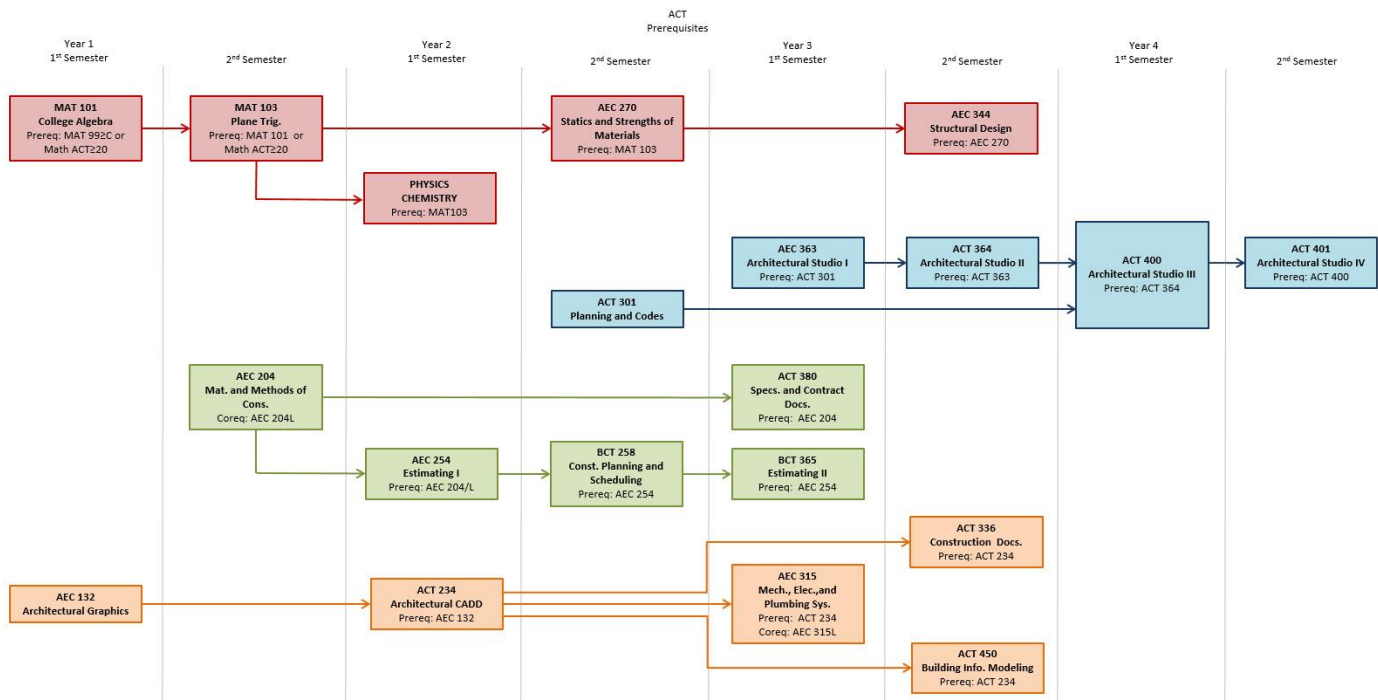 ACT
Prerequisites
Year 1
1st Semester
2nd Semester
Year 2
1st Semester
2nd Semester
Year 3
1st Semester
2nd Semester
Year 4
1st Semester
2nd Semester
MAT 101
College Algebra
Prereq: MAT 99≥C or
Math ACT≥20
MAT 103
Plane Trig.
Prereq: MAT 101 or
Math ACT≥20
AEC 270
Statics and Strengths of
Materials
Prereq: MAT 103
AEC 344
Structural Design
Prereq: AEC 270
PHYSICS
CHEMISTRY
Prereq: MAT103
AEC 363
Architectural Studio I
Prereq: ACT 301
ACT 364
Architectural Studio II
Prereq: ACT 363
ACT 400
Architectural Studio III
Prereq: ACT 364
ACT 401
Architectural Studio IV
Prereq: ACT 400
ACT 301
Planning and Codes
AEC 204
Mat. and Methods of
Cons.
Coreq: AEC 204L
ACT 380
Specs. and Contract
Docs.
Prereq: AEC 204
AEC 254
Estimating I
Prereq: AEC 204/L
BCT 258
Const. Planning and
Scheduling
Prereq: AEC 254
BCT 365
Estimating II
Prereq: AEC 254
ACT 336
Construction Docs.
Prereq: ACT 234
AEC 132
Architectural Graphics
ACT 234
Architectural CADD
Prereq: AEC 132
AEC 315
Mech., Elec.,and
Plumbing Sys.
Prereq: ACT 234
Coreq: AEC 315L
ACT 450
Building Info. Modeling
Prereq: ACT 234